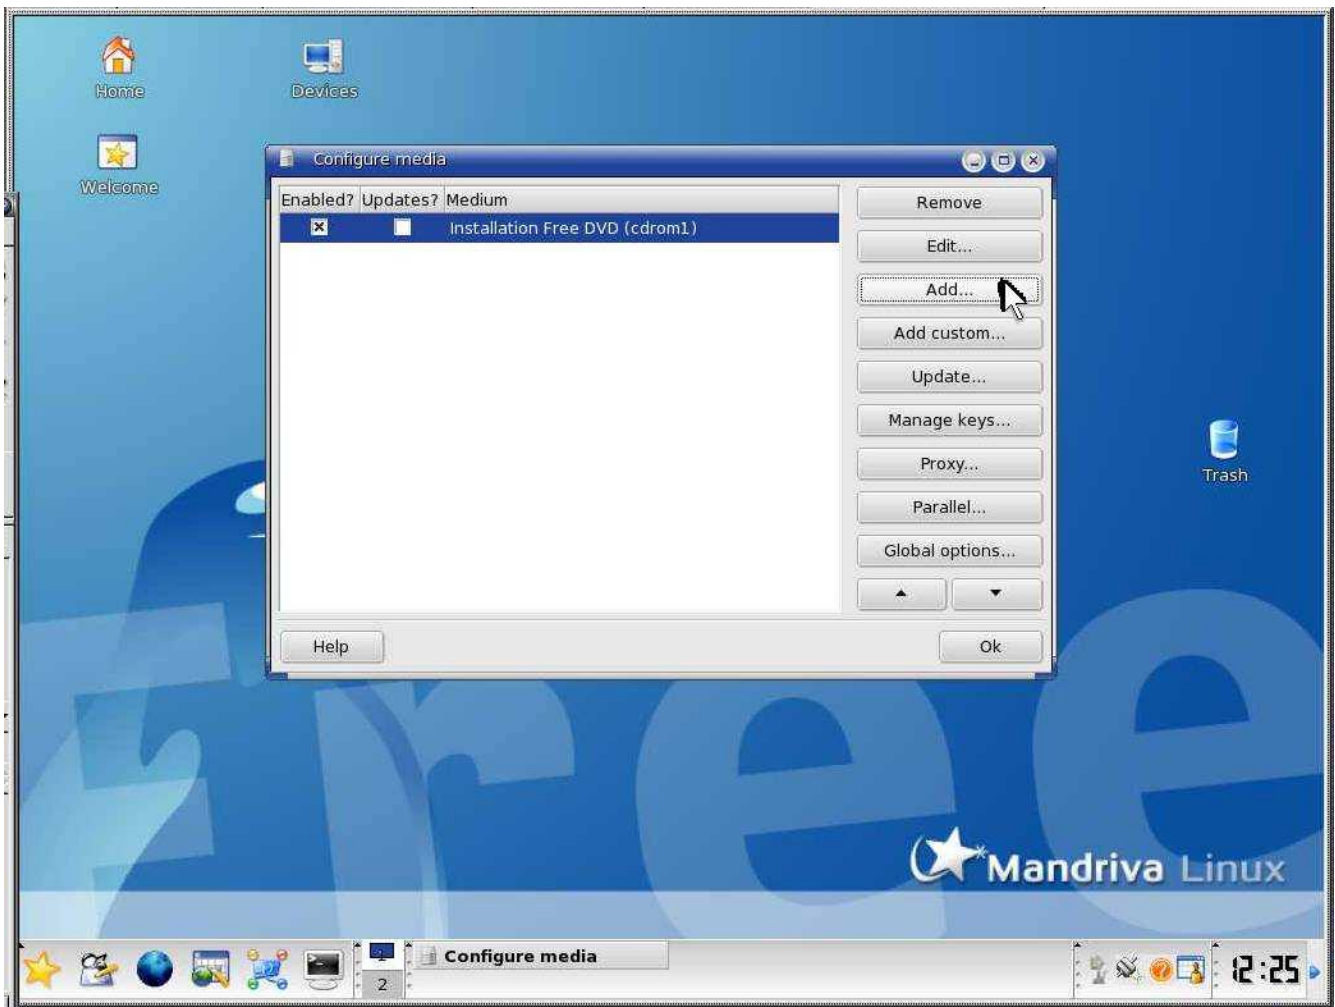 Home
Devices
Welcome
Configure media
Enabled? Updates? Medium
Installation Free DVD (cdrom1)
Remove
Edit...
Add...
Add custom...
Update...
Manage keys...
Proxy...
Parallel...
Global options...
Help
Ok
Trash
Free
Mandriva Linux
Configure media
2
12:25